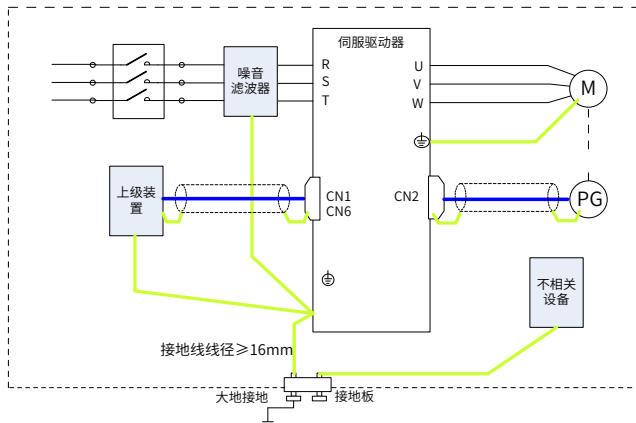 伺服驱动器
噪音
滤波器
R
S
T
U
V
W
M
上级装
置
CN1
CN6
CN2
PG
不相关
设备
接地线线径≥16mm
大地接地
接地板